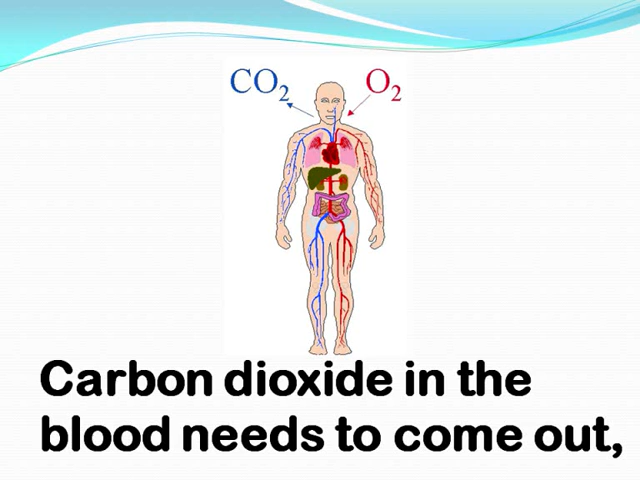 CO₂ O₂
Carbon dioxide in the
blood needs to come out,